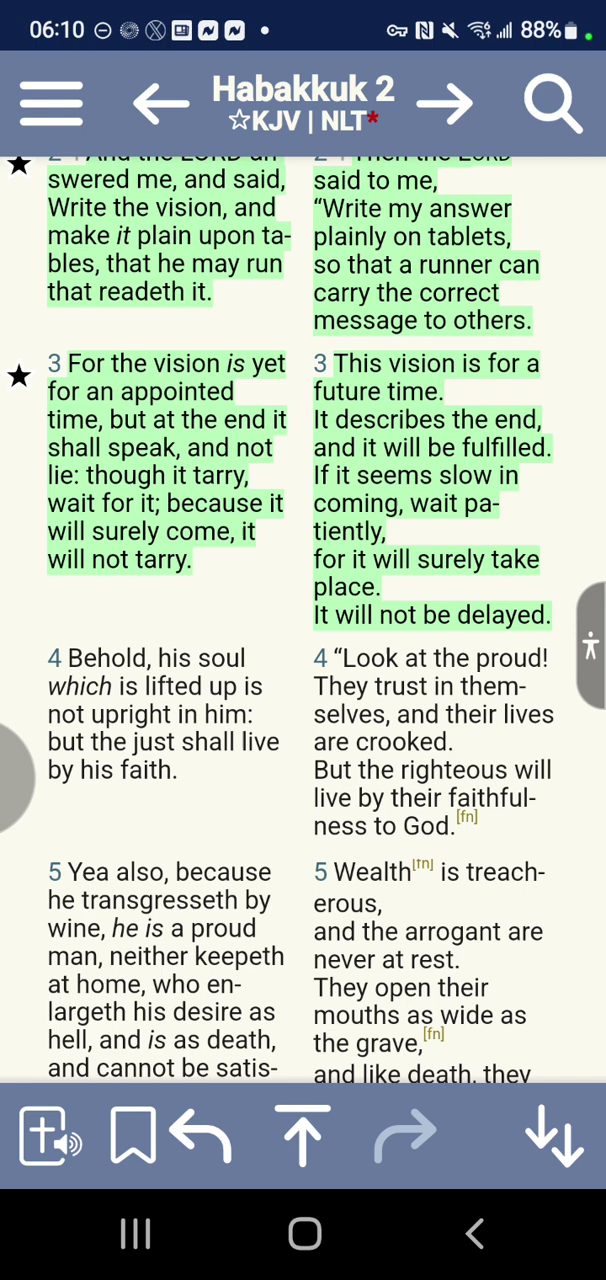 06:10
88%
Habakkuk 2
☆KJV | NLT*
swered me, and said,
Write the vision, and
make it plain upon ta-
bles, that he may run
that readeth it.
3 For the vision is yet
for an appointed
time, but at the end it
shall speak, and not
lie: though it tarry,
wait for it; because it
will surely come, it
will not tarry.
4 Behold, his soul
which is lifted up is
not upright in him:
but the just shall live
by his faith.
5 Yea also, because
he transgresseth by
wine, he is a proud
man, neither keepeth
at home, who en-
largeth his desire as
hell, and is as death,
and cannot be satis-
said to me,
“Write my answer
plainly on tablets,
so that a runner can
carry the correct
message to others.
3 This vision is for a
future time.
It describes the end,
and it will be fulfilled.
If it seems slow in
coming, wait pa-
tiently,
for it will surely take
place.
It will not be delayed.
4 “Look at the proud!
They trust in them-
selves, and their lives
are crooked.
But the righteous will
live by their faithful-
ness to God.[fn]
5 Wealth[fn] is treach-
erous,
and the arrogant are
never at rest.
They open their
mouths as wide as
the grave,[fn]
and like death, they